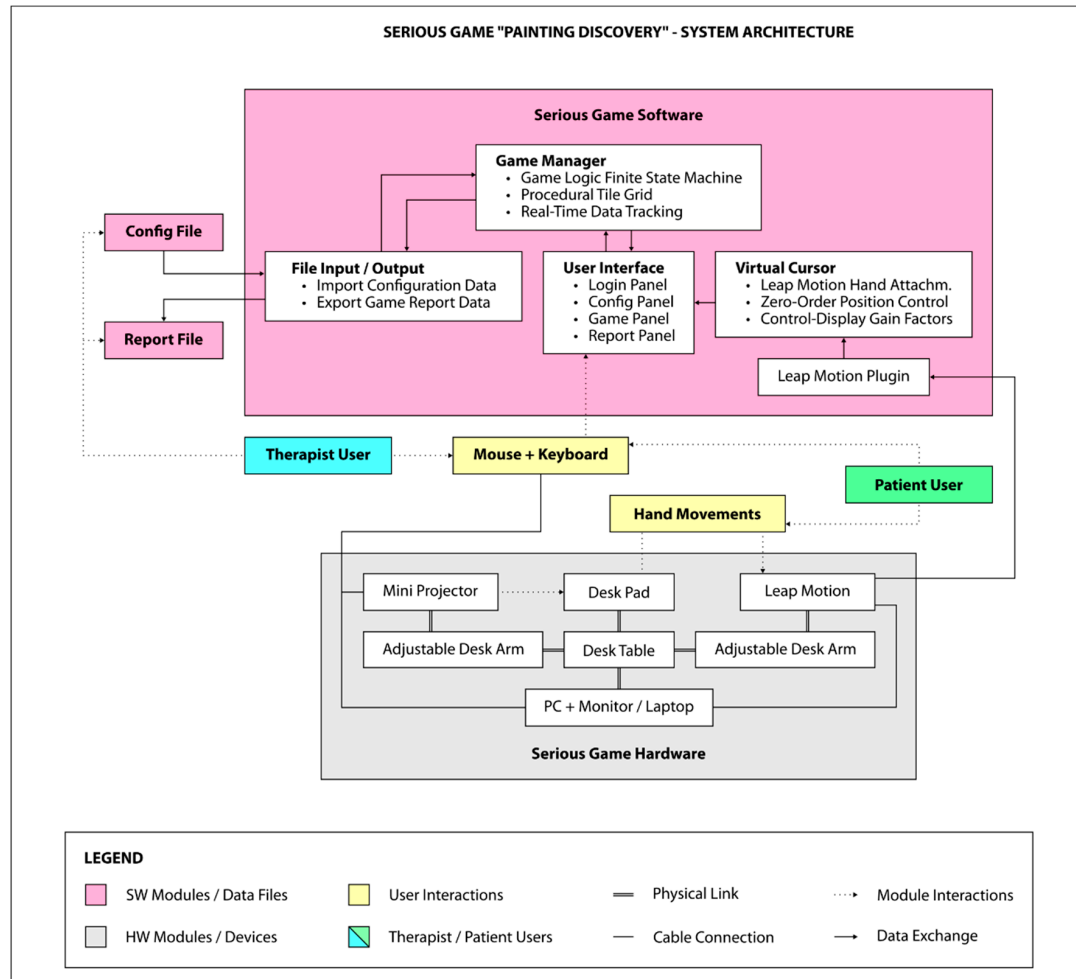 SERIOUS GAME "PAINTING DISCOVERY" - SYSTEM ARCHITECTURE
Serious Game Software
Game Manager
• Game Logic Finite State Machine
• Procedural Tile Grid
• Real-Time Data Tracking
Config File
File Input / Output
• Import Configuration Data
• Export Game Report Data
User Interface
• Login Panel
• Config Panel
• Game Panel
• Report Panel
Virtual Cursor
• Leap Motion Hand Attachm.
• Zero-Order Position Control
• Control-Display Gain Factors
Report File
Leap Motion Plugin
Therapist User
Mouse + Keyboard
Patient User
Hand Movements
Mini Projector
Desk Pad
Leap Motion
Adjustable Desk Arm
Desk Table
Adjustable Desk Arm
PC + Monitor / Laptop
Serious Game Hardware
LEGEND
SW Modules / Data Files
User Interactions
Physical Link
Module Interactions
HW Modules / Devices
Therapist / Patient Users
Cable Connection
Data Exchange